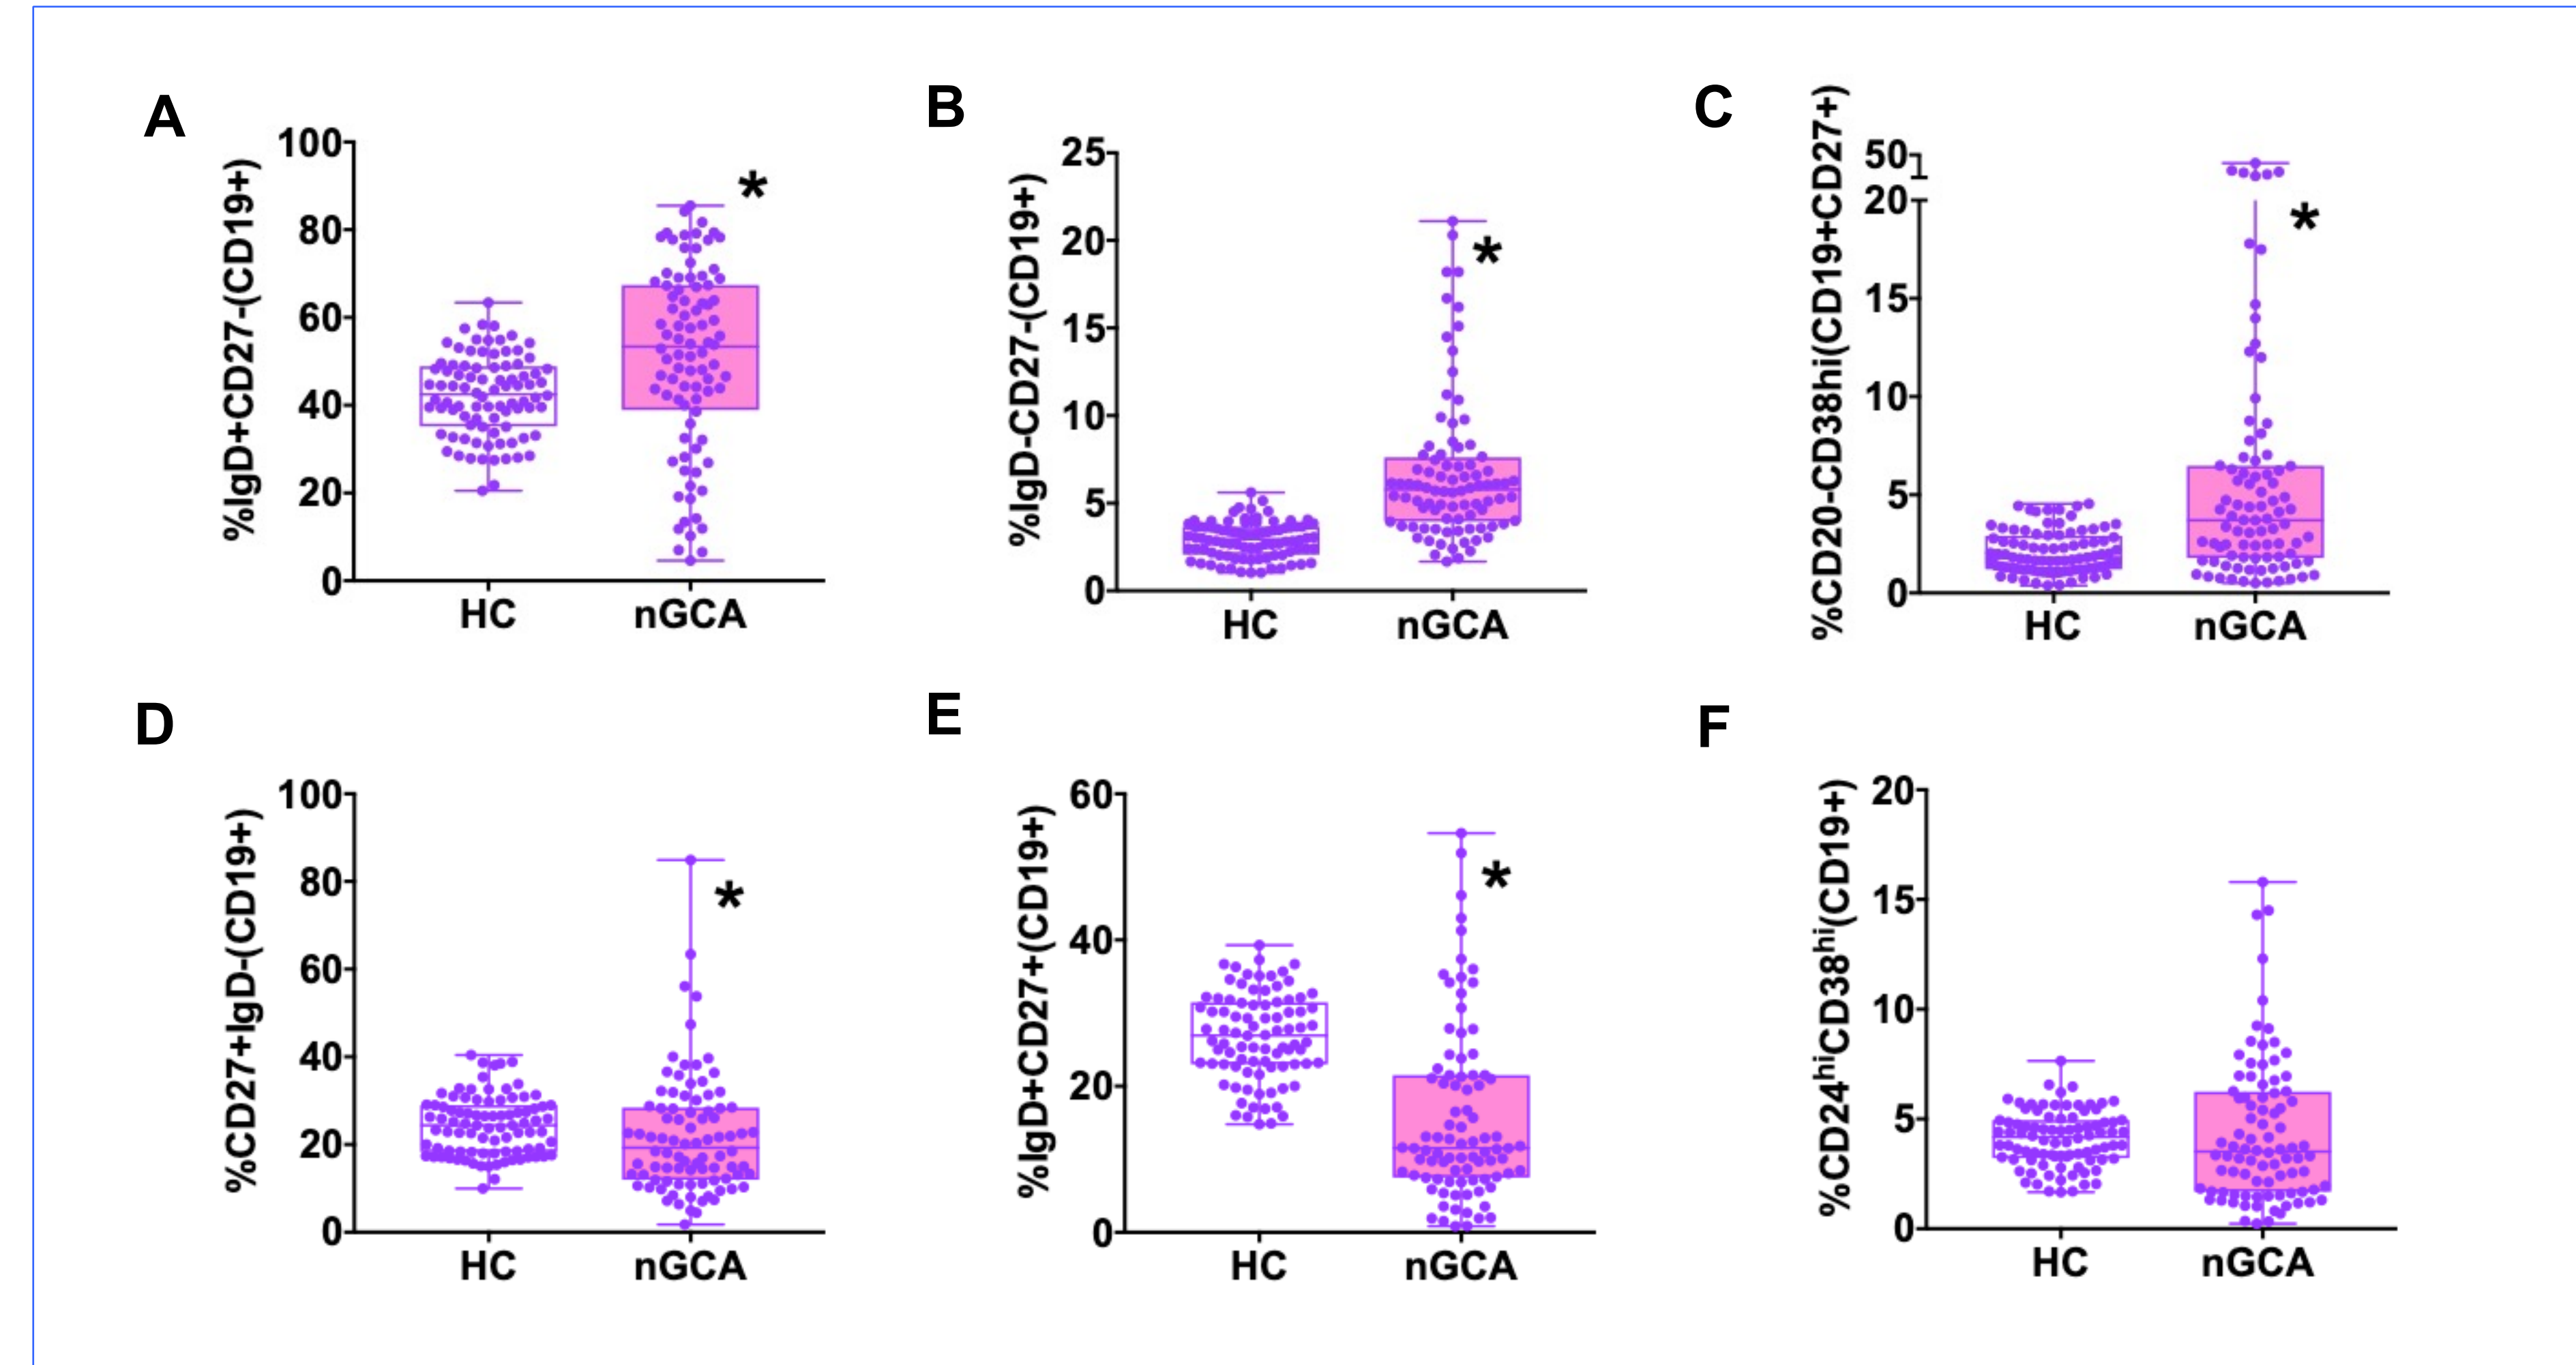 A
%IgD+CD27-(CD19+)
100
80
60
40
20
0
*
HC nGCA
B
%IgD-CD27-(CD19+)
25
20
15
10
5
0
*
HC nGCA
C
%CD20-CD38hi(CD19+CD27+)
50
20
15
10
5
0
*
HC nGCA
D
%CD27+IgD-(CD19+)
100
80
60
40
20
0
*
HC nGCA
E
%IgD+CD27+(CD19+)
60
40
20
0
*
HC nGCA
F
%CD24hiCD38hi(CD19+)
20
15
10
5
0
HC nGCA